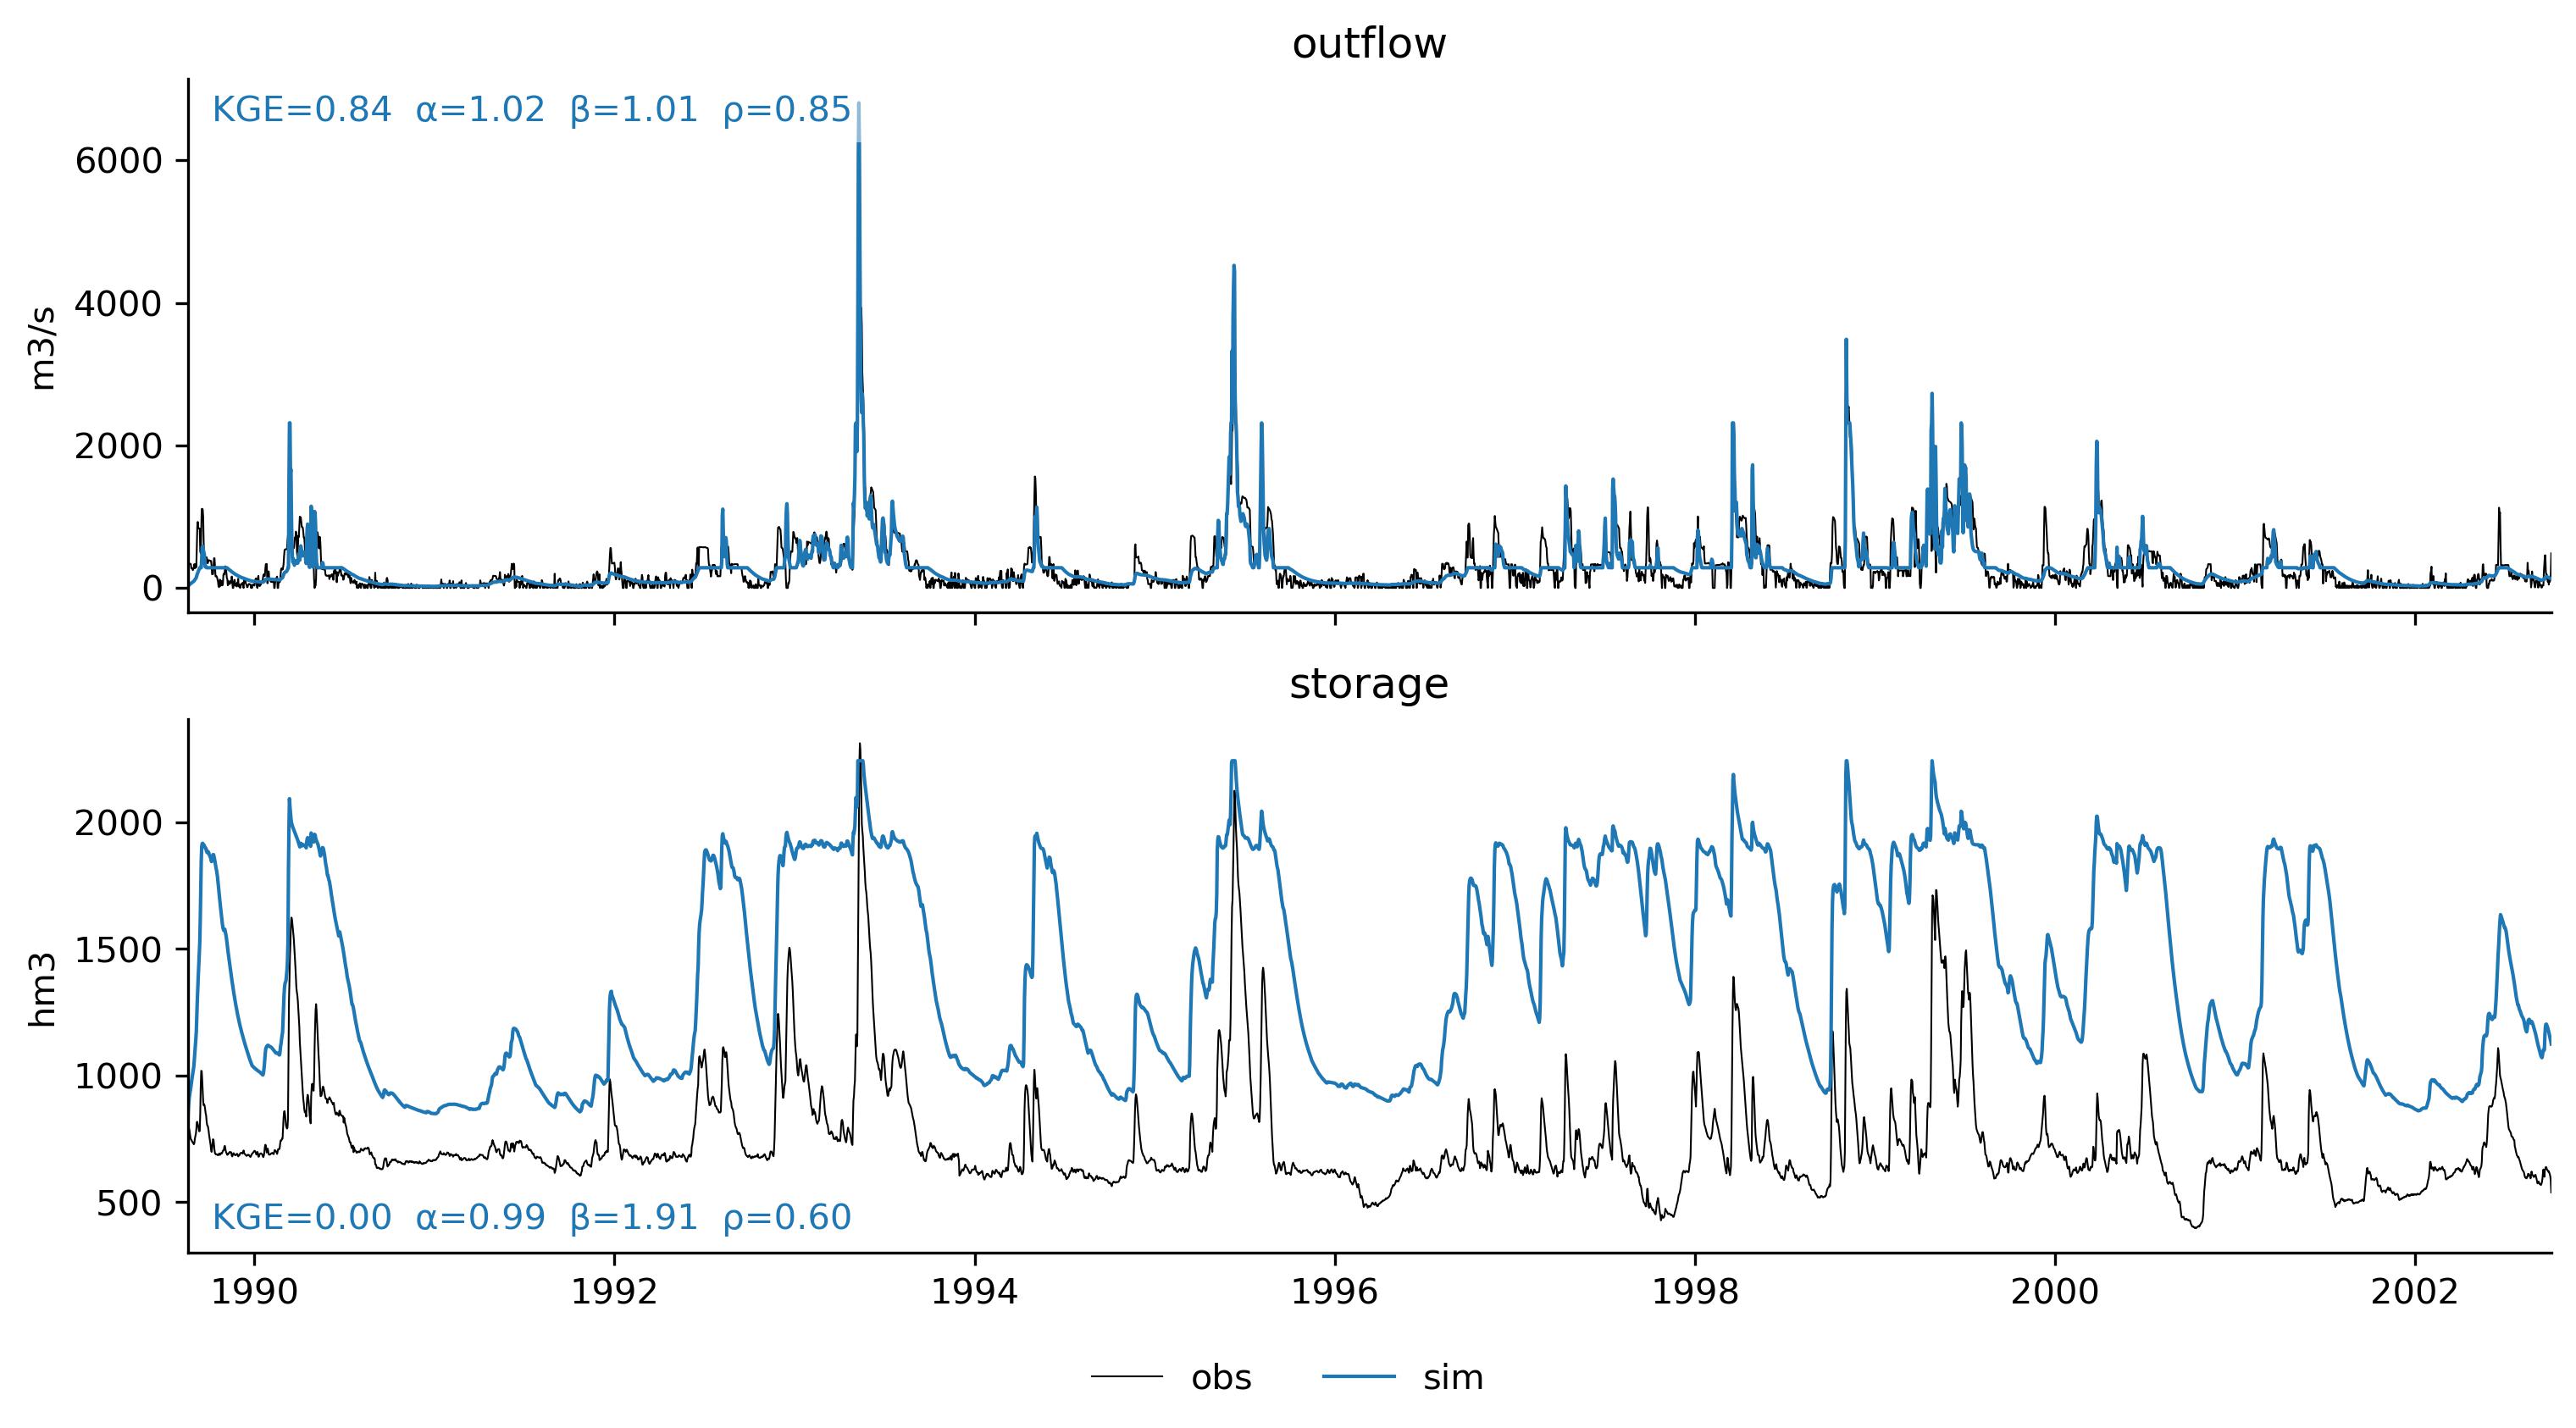 outflow
KGE=0.84 α=1.02 β=1.01 ρ=0.85
6000
4000
2000
0
m3/s
storage
2000
1500
1000
500
hm3
KGE=0.00 α=0.99 β=1.91 ρ=0.60
1990 1992 1994 1996 1998 2000 2002
obs sim